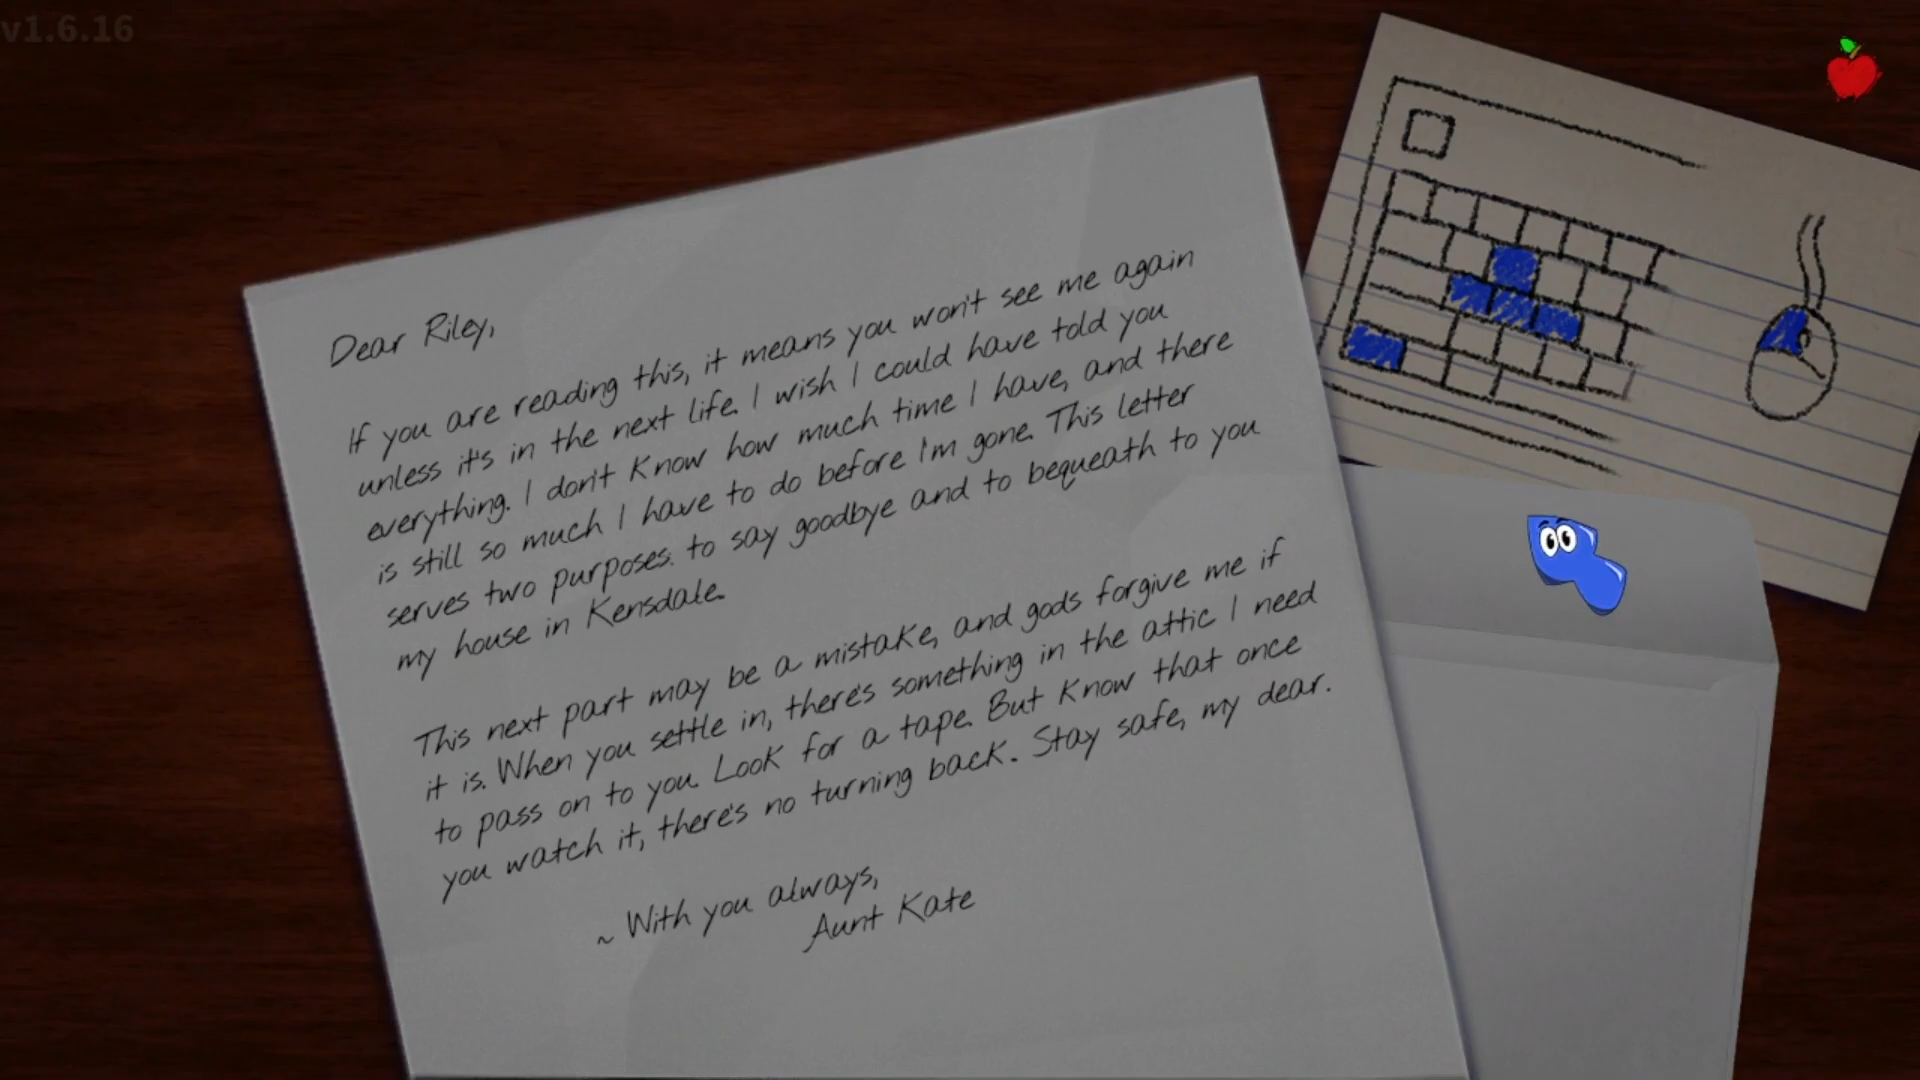 v1.6.16
Dear Riley,
If you are reading this, it means you won't see me again
unless it's in the next life. I wish I could have told you
everything. I don't know how much time I have, and there
is still so much I have to do before I'm gone. This letter
serves two purposes: to say goodbye and to bequeath to you
my house in Kensdale.
This next part may be a mistake, and gods forgive me if
it is. When you settle in, there's something in the attic I need
to pass on to you. Look for a tape. But know that once
you watch it, there's no turning back. Stay safe, my dear.
~ With you always,
Aunt Kate